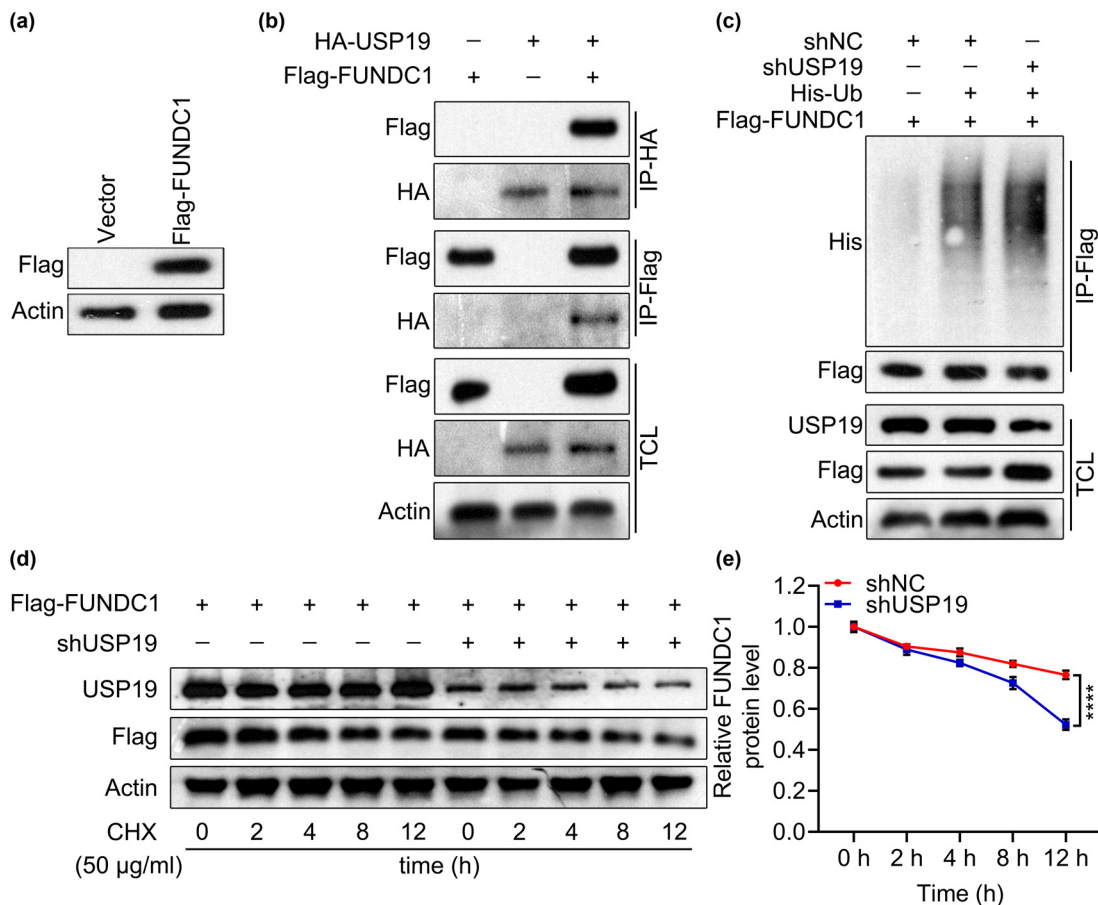 (a)
Vector
Flag-FUNDC1
Flag
Actin
(b)
HA-USP19 – + +
Flag-FUNDC1 + – +
Flag
HA
IP-HA
Flag
HA
IP-Flag
Flag
HA
Actin
TCL
(c)
shNC + + –
shUSP19 – – +
His-Ub – + +
Flag-FUNDC1 + + +
His
Flag
IP-Flag
USP19
Flag
Actin
TCL
(d)
Flag-FUNDC1 + + + + + + + + + +
shUSP19 – – – – – + + + + +
USP19
Flag
Actin
CHX 0 2 4 8 12 0 2 4 8 12
(50 µg/ml) time (h)
(e)
shNC
shUSP19
Relative FUNDC1
protein level
1.2
1.0
0.8
0.6
0.4
0.2
0.0
****
0 h 2 h 4 h 8 h 12 h
Time (h)